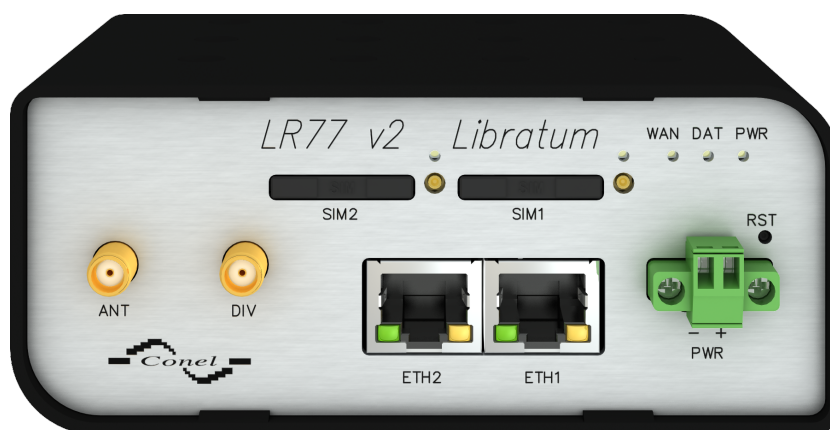 LR77 v2 Libratum
WAN DAT PWR
SIM2 SIM1
RST
ANT DIV
- +
PWR
Conel
ETH2 ETH1